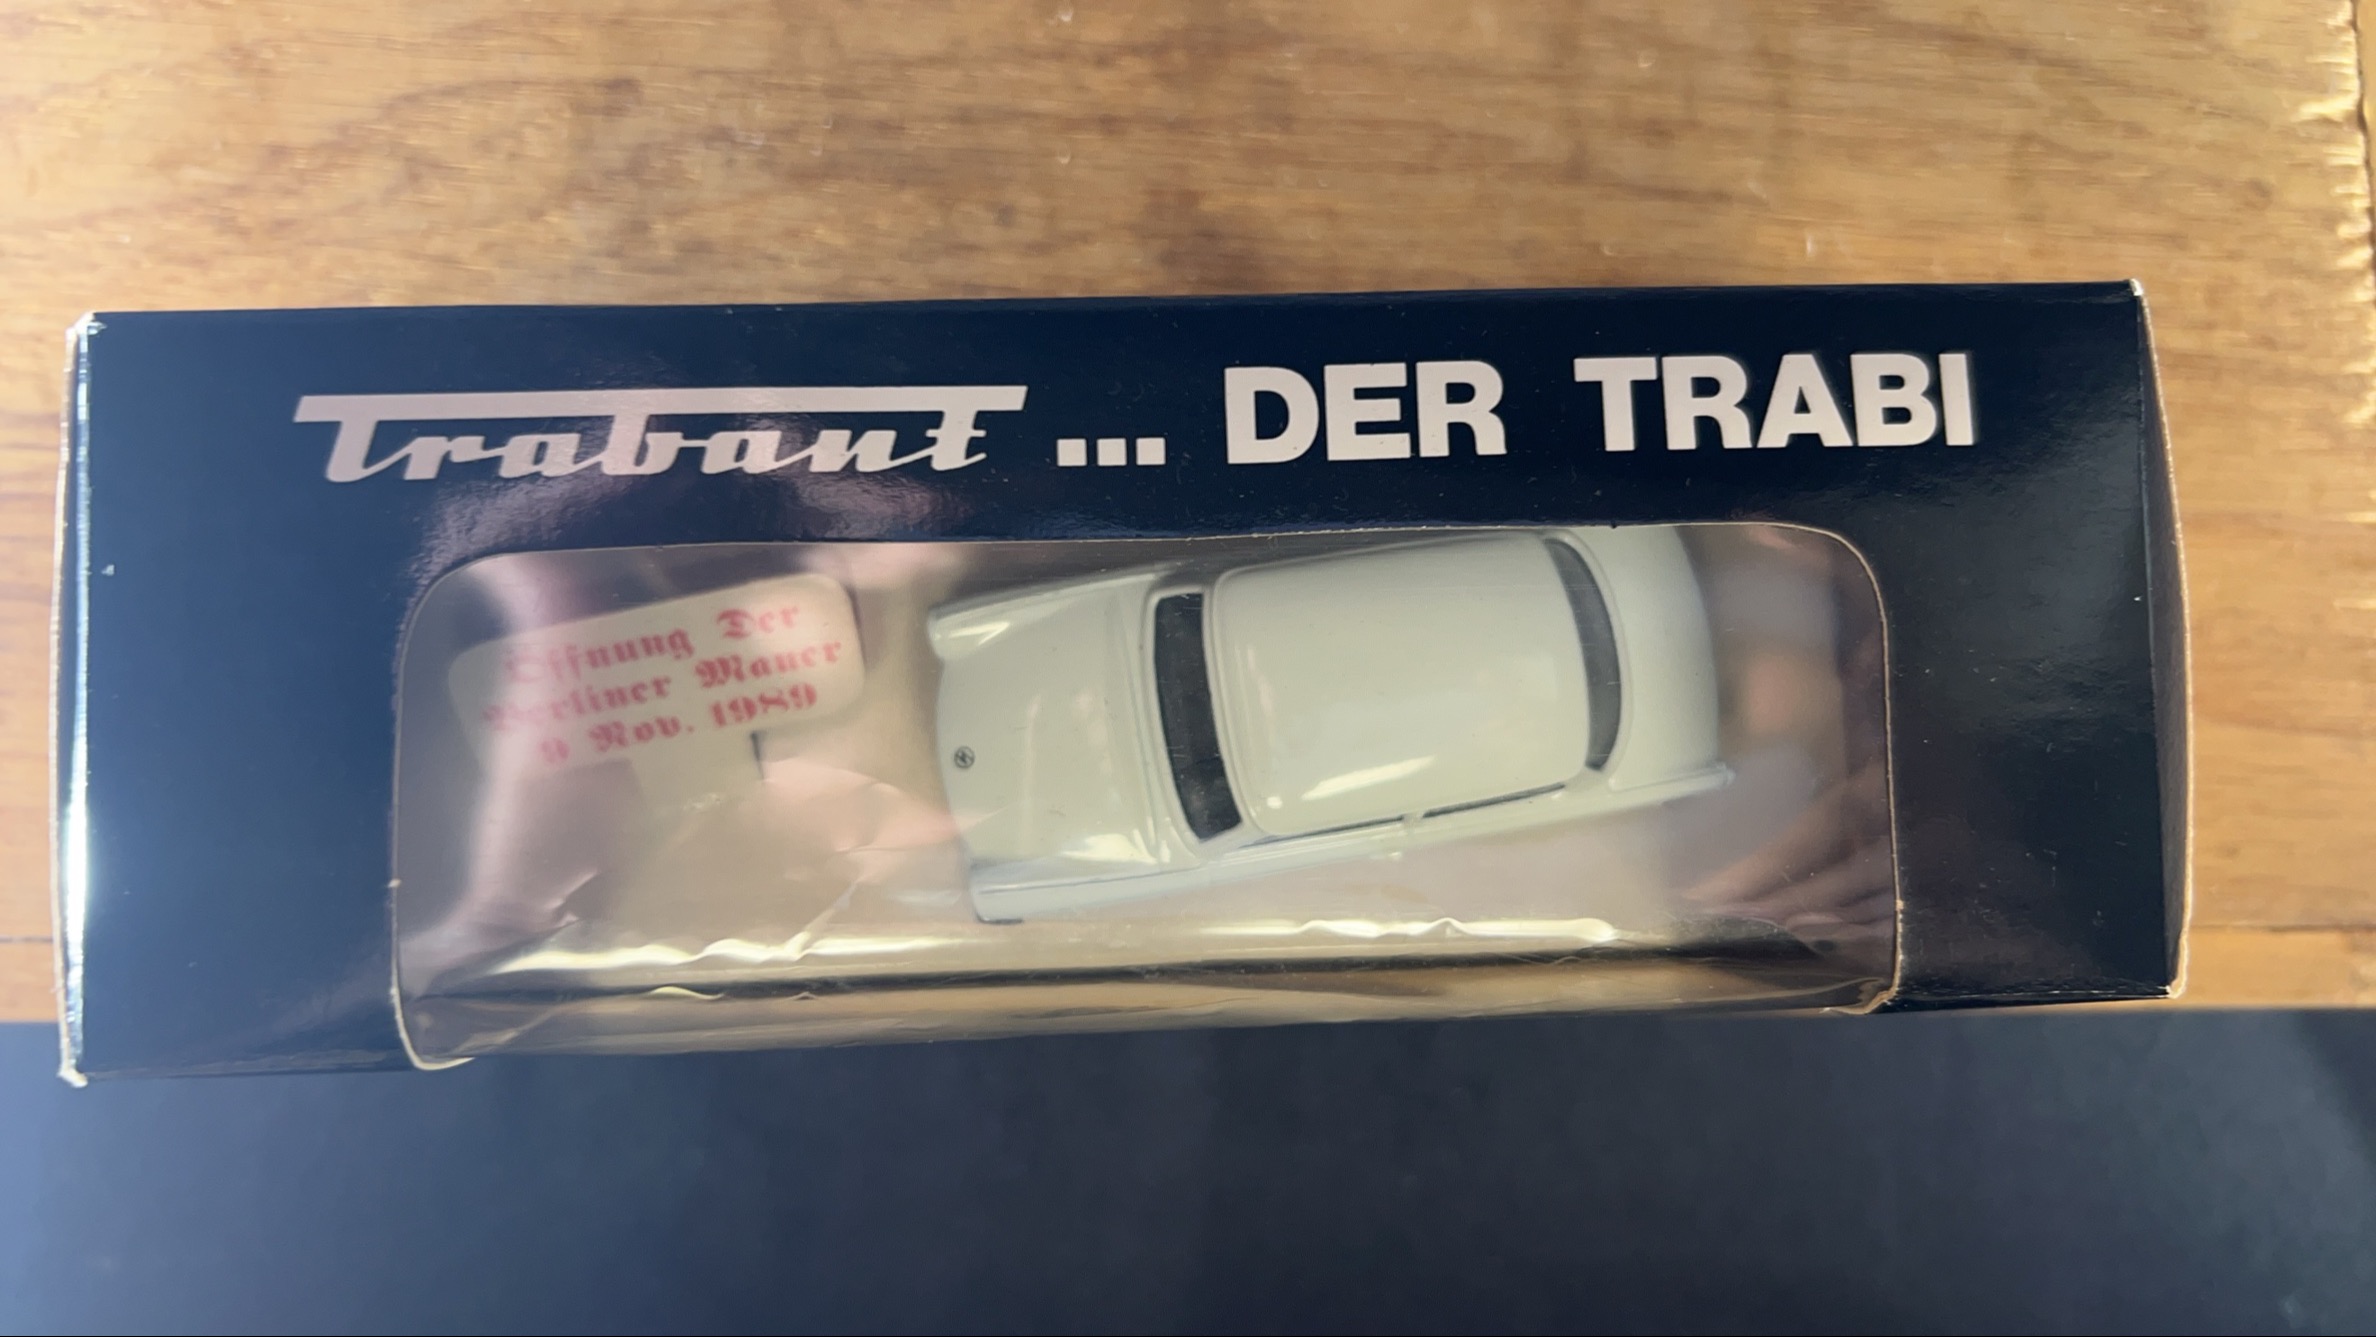 Trabant ... DER TRABI
Öffnung Der
Berliner Mauer
9 Nov. 1989